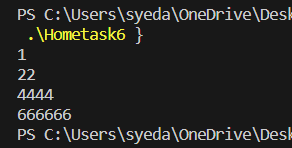 PS C:\Users\syeda\OneDrive\Desk
.\Hometask6 }
1
22
4444
666666
PS C:\Users\syeda\OneDrive\Desk